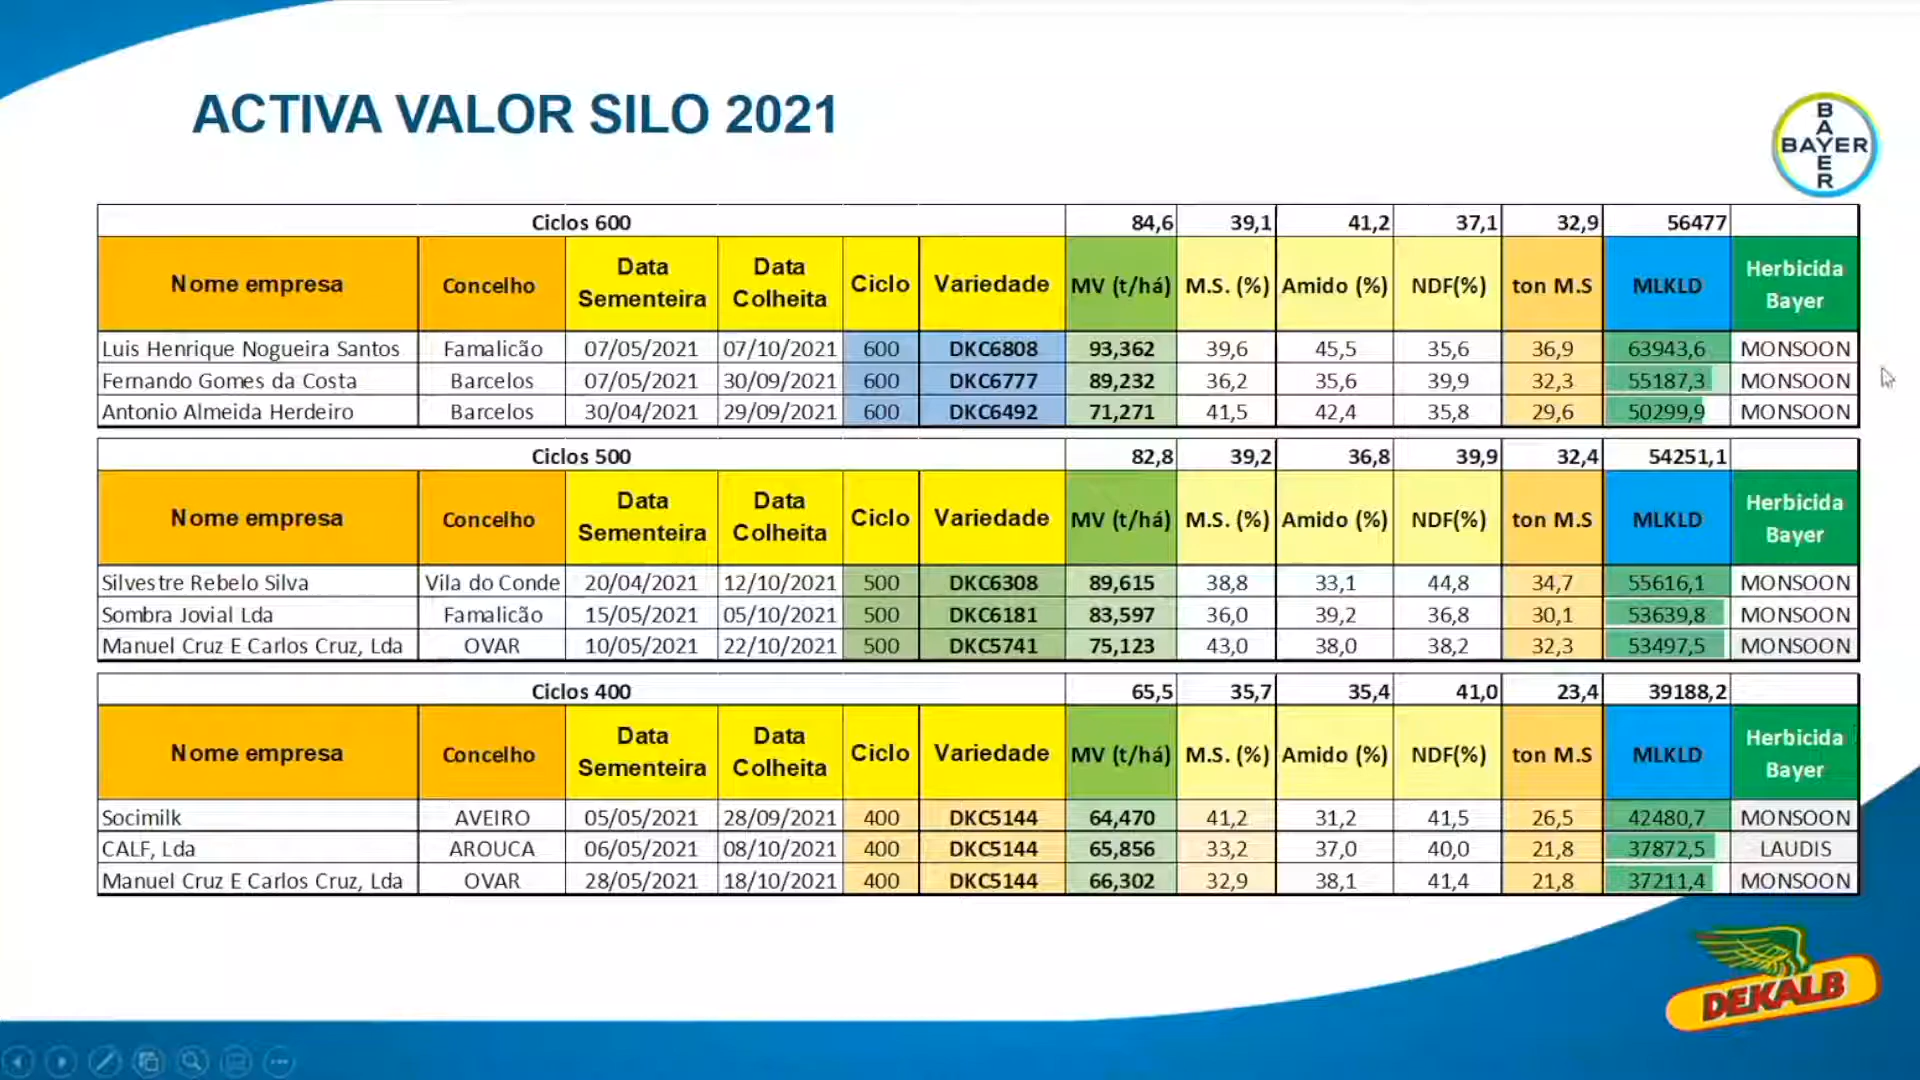 ACTIVA VALOR SILO 2021
BAYER
BAYER
Ciclos 600 84,6 39,1 41,2 37,1 32,9 56477
Nome empresa Concelho Data Sementeira Data Colheita Ciclo Variedade MV (t/há) M.S. (%) Amido (%) NDF(%) ton M.S MLKLD Herbicida Bayer
Luis Henrique Nogueira Santos Famalicão 07/05/2021 07/10/2021 600 DKC6808 93,362 39,6 45,5 35,6 36,9 63943,6 MONSOON
Fernando Gomes da Costa Barcelos 07/05/2021 30/09/2021 600 DKC6777 89,232 36,2 35,6 39,9 32,3 55187,3 MONSOON
Antonio Almeida Herdeiro Barcelos 30/04/2021 29/09/2021 600 DKC6492 71,271 41,5 42,4 35,8 29,6 50299,9 MONSOON
Ciclos 500 82,8 39,2 36,8 39,9 32,4 54251,1
Nome empresa Concelho Data Sementeira Data Colheita Ciclo Variedade MV (t/há) M.S. (%) Amido (%) NDF(%) ton M.S MLKLD Herbicida Bayer
Silvestre Rebelo Silva Vila do Conde 20/04/2021 12/10/2021 500 DKC6308 89,615 38,8 33,1 44,8 34,7 55616,1 MONSOON
Sombra Jovial Lda Famalicão 15/05/2021 05/10/2021 500 DKC6181 83,597 36,0 39,2 36,8 30,1 53639,8 MONSOON
Manuel Cruz E Carlos Cruz, Lda OVAR 10/05/2021 22/10/2021 500 DKC5741 75,123 43,0 38,0 38,2 32,3 53497,5 MONSOON
Ciclos 400 65,5 35,7 35,4 41,0 23,4 39188,2
Nome empresa Concelho Data Sementeira Data Colheita Ciclo Variedade MV (t/há) M.S. (%) Amido (%) NDF(%) ton M.S MLKLD Herbicida Bayer
Socimilk AVEIRO 05/05/2021 28/09/2021 400 DKC5144 64,470 41,2 31,2 41,5 26,5 42480,7 MONSOON
CALF, Lda AROUCA 06/05/2021 08/10/2021 400 DKC5144 65,856 33,2 37,0 40,0 21,8 37872,5 LAUDIS
Manuel Cruz E Carlos Cruz, Lda OVAR 28/05/2021 18/10/2021 400 DKC5144 66,302 32,9 38,1 41,4 21,8 37211,4 MONSOON
DEKALB